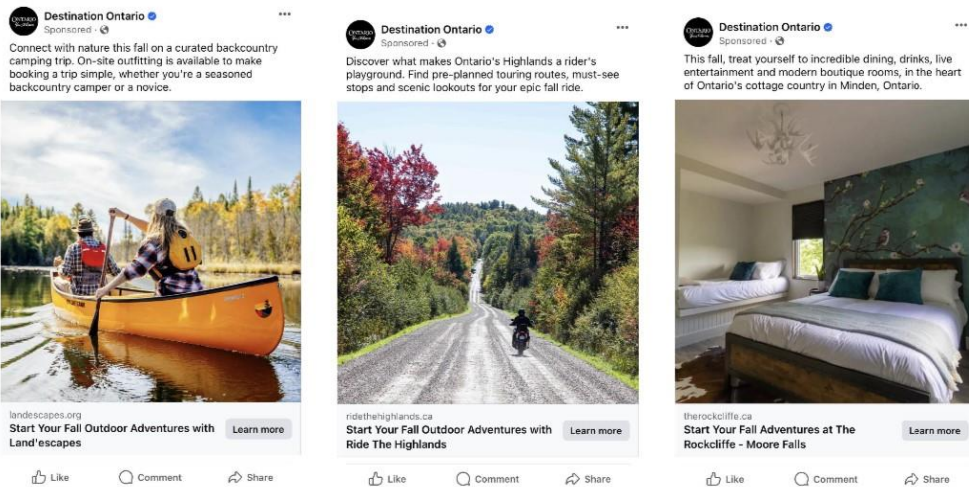 Destination Ontario
Sponsored ·
Connect with nature this fall on a curated backcountry
camping trip. On-site outfitting is available to make
booking a trip simple, whether you're a seasoned
backcountry camper or a novice.
landescapes.org
Start Your Fall Outdoor Adventures with
Land'escapes
Learn more
Like
Comment
Share
Destination Ontario
Sponsored ·
Discover what makes Ontario's Highlands a rider's
playground. Find pre-planned touring routes, must-see
stops and scenic lookouts for your epic fall ride.
ridethehighlands.ca
Start Your Fall Outdoor Adventures with
Ride The Highlands
Learn more
Like
Comment
Share
Destination Ontario
Sponsored ·
This fall, treat yourself to incredible dining, drinks, live
entertainment and modern boutique rooms, in the heart
of Ontario's cottage country in Minden, Ontario.
therockcliffe.ca
Start Your Fall Adventures at The
Rockcliffe - Moore Falls
Learn more
Like
Comment
Share